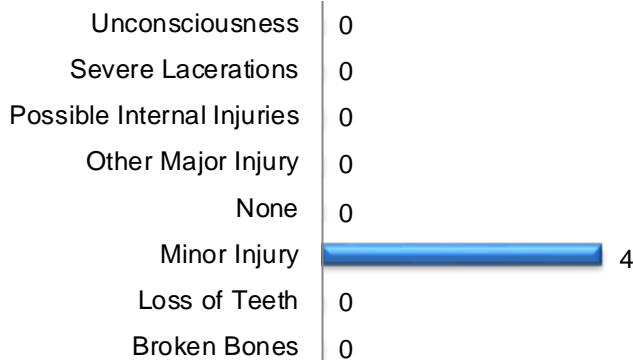 Unconsciousness 0
Severe Lacerations 0
Possible Internal Injuries 0
Other Major Injury 0
None 0
Minor Injury 4
Loss of Teeth 0
Broken Bones 0